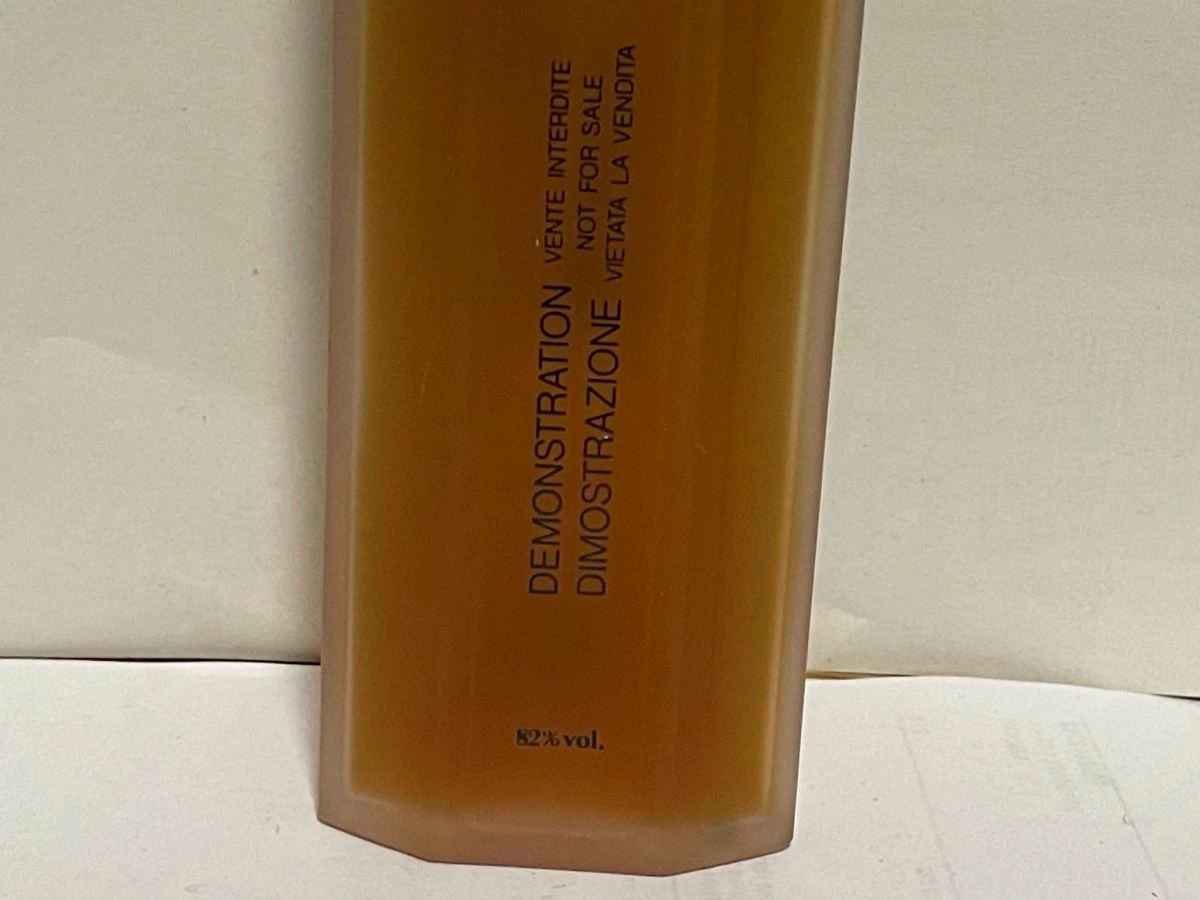 DEMONSTRATION VENTE INTERDITE
NOT FOR SALE
DIMOSTRAZIONE VIETATA LA VENDITA
82% vol.